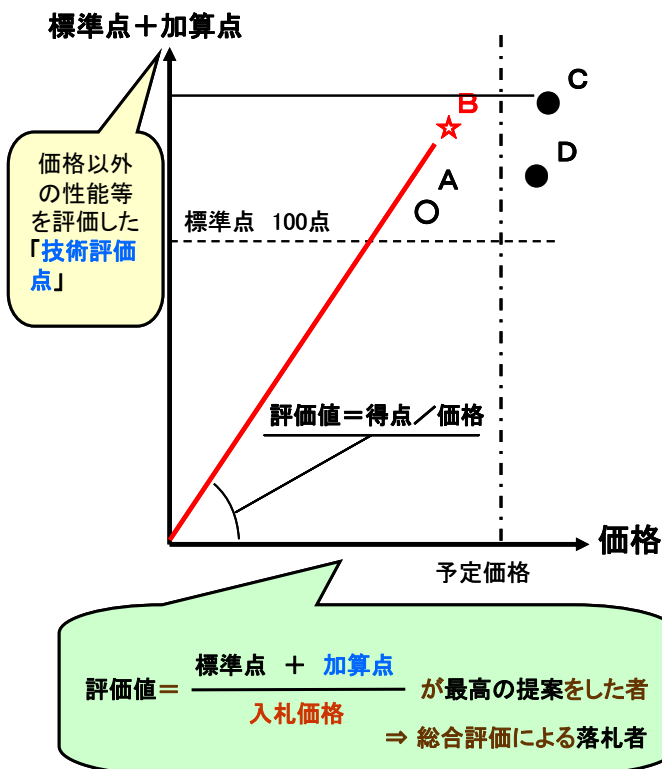 標準点＋加算点
C
B
D
A
価格以外
の性能等
を評価した
「技術評価
点」
標準点 100点
評価値＝得点／価格
価格
予定価格
標準点 ＋ 加算点
評価値＝ が最高の提案をした者
入札価格
⇒ 総合評価による落札者